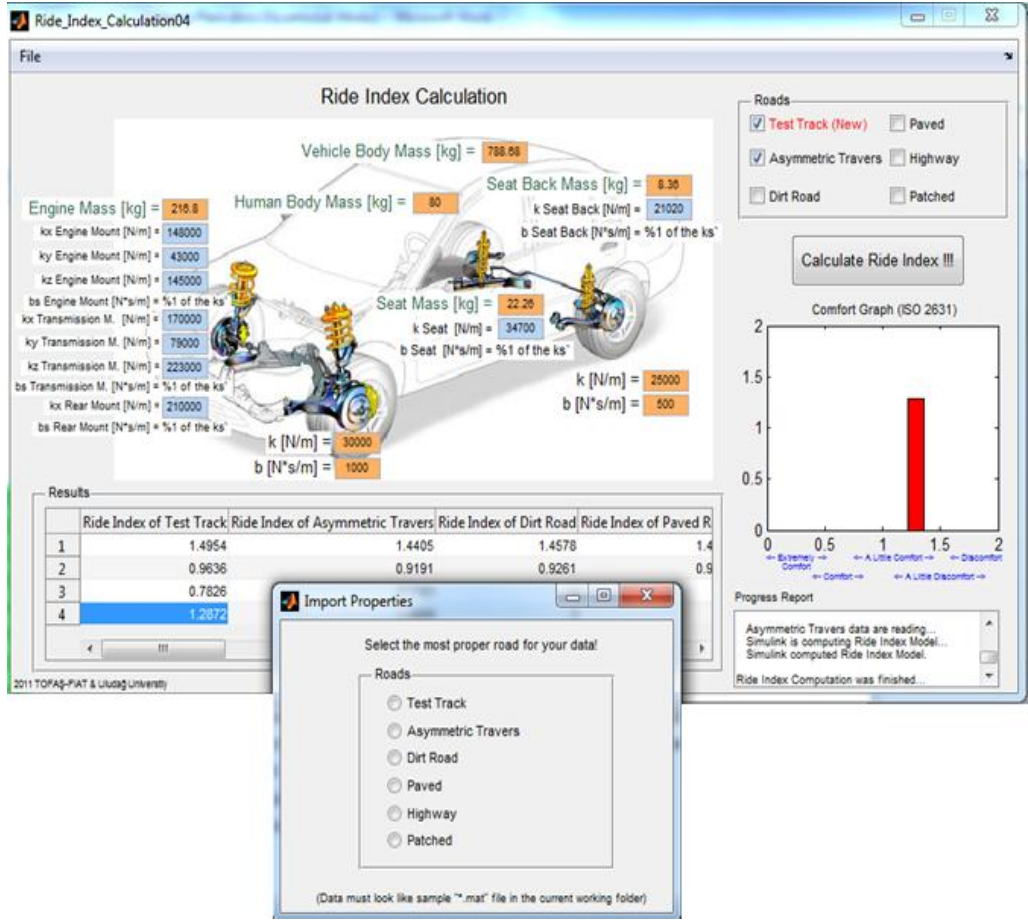 Ride_Index_Calculation04
File
Ride Index Calculation
Vehicle Body Mass [kg] = 788.68
Human Body Mass [kg] = 80
Seat Back Mass [kg] = 8.36
k Seat Back [N/m] = 21020
b Seat Back [N*s/m] = %1 of the ks`
Engine Mass [kg] = 216.8
kx Engine Mount [N/m] = 148000
ky Engine Mount [N/m] = 43000
kz Engine Mount [N/m] = 145000
bs Engine Mount [N*s/m] = %1 of the ks`
kx Transmission M. [N/m] = 170000
ky Transmission M. [N/m] = 79000
kz Transmission M. [N/m] = 223000
bs Transmission M. [N*s/m] = %1 of the ks`
kx Rear Mount [N/m] = 210000
bs Rear Mount [N*s/m] = %1 of the ks`
Seat Mass [kg] = 22.26
k Seat [N/m] = 34700
b Seat [N*s/m] = %1 of the ks`
k [N/m] = 25000
b [N*s/m] = 500
k [N/m] = 30000
b [N*s/m] = 1000
Roads
Test Track (New) Paved
Asymmetric Travers Highway
Dirt Road Patched
Calculate Ride Index !!!
Comfort Graph (ISO 2631)
2
1.5
1
0.5
0
0 0.5 1 1.5 2
<- Extremely Comfort ->
<- Comfort ->
<- A Little Comfort ->
<- A Little Discomfort ->
<- Discomfort
Results
Ride Index of Test Track Ride Index of Asymmetric Travers Ride Index of Dirt Road Ride Index of Paved R
1 1.4954 1.4405 1.4578 1.4
2 0.9636 0.9191 0.9261 0.9
3 0.7826
4 1.2872
2011 TOFAŞ-FIAT & Uludağ University
Progress Report
Asymmetric Travers data are reading...
Simulink is computing Ride Index Model...
Simulink computed Ride Index Model.
Ride Index Computation was finished...
Import Properties
Select the most proper road for your data!
Roads
Test Track
Asymmetric Travers
Dirt Road
Paved
Highway
Patched
(Data must look like sample "*.mat" file in the current working folder)